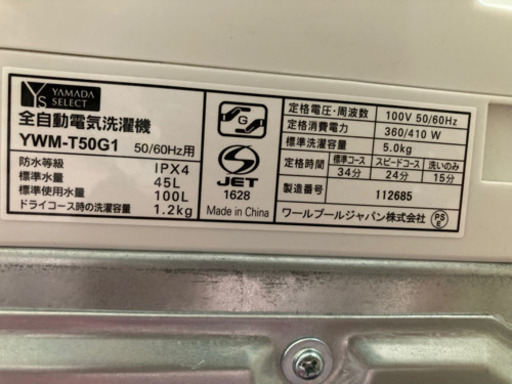 YS YAMADA SELECT
全自動電気洗濯機
YWM-T50G1 50/60Hz用
防水等級 IPX4
標準水量 45L
標準使用水量 100L
ドライコース時の洗濯容量 1.2kg
G
S
JET
1628
Made in China
定格電圧・周波数 100V 50/60Hz
定格消費電力 360/410 W
標準洗濯容量 5.0kg
定格時間 標準コース スピードコース 洗いのみ
34分 24分 15分
製造番号 112685
ワールプールジャパン株式会社
PSE